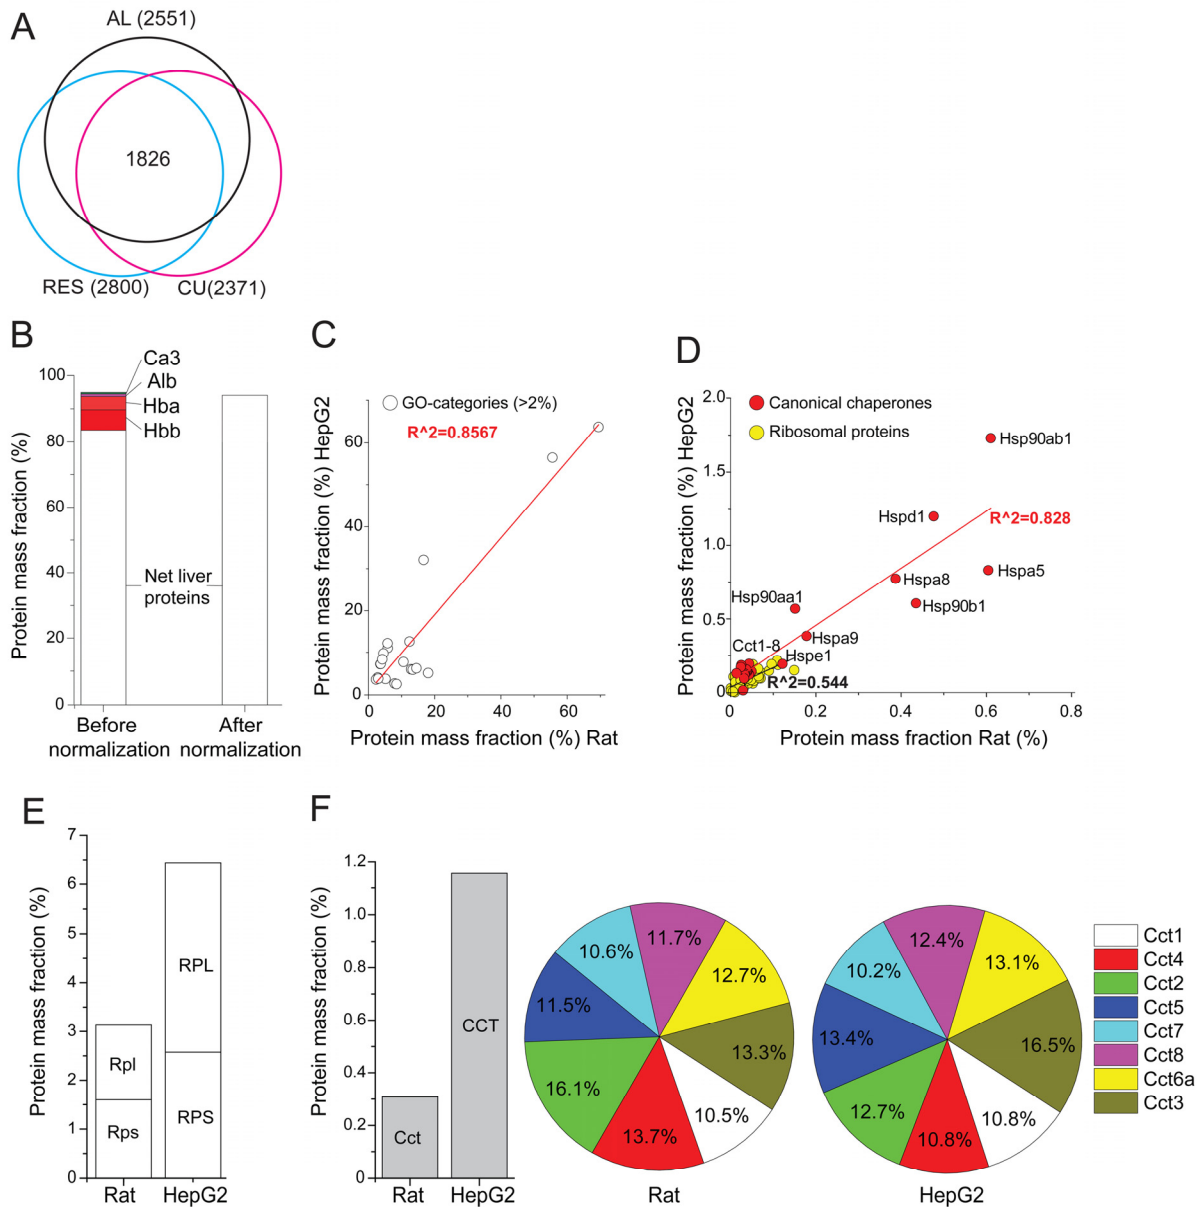 A
AL (2551)
1826
RES (2800)
CU(2371)
B
Protein mass fraction (%)
100
80
60
40
20
0
Ca3
Alb
Hba
Hbb
Net liver
proteins
Before
normalization
After
normalization
C
Protein mass fraction (%) HepG2
GO-categories (>2%)
R^2=0.8567
60
40
20
0
0
20
40
60
Protein mass fraction (%) Rat
D
Protein mass fraction (%) HepG2
2.0
1.5
1.0
0.5
0
Canonical chaperones
Ribosomal proteins
Hsp90ab1
Hspd1
R^2=0.828
Hspa8
Hspa5
Hsp90aa1
Hsp90b1
Hspa9
Cct1-8
Hspe1
R^2=0.544
0
0.2
0.4
0.6
0.8
Protein mass fraction Rat (%)
E
Protein mass fraction (%)
7
6
5
4
3
2
1
0
Rpl
Rps
RPL
RPS
Rat
HepG2
F
Protein mass fraction (%)
1.2
1.0
0.8
0.6
0.4
0.2
0
Cct
CCT
Rat
HepG2
11.7%
12.7%
13.3%
10.5%
13.7%
16.1%
11.5%
10.6%
Rat
12.4%
13.1%
16.5%
10.8%
10.8%
12.7%
13.4%
10.2%
HepG2
Cct1
Cct4
Cct2
Cct5
Cct7
Cct8
Cct6a
Cct3